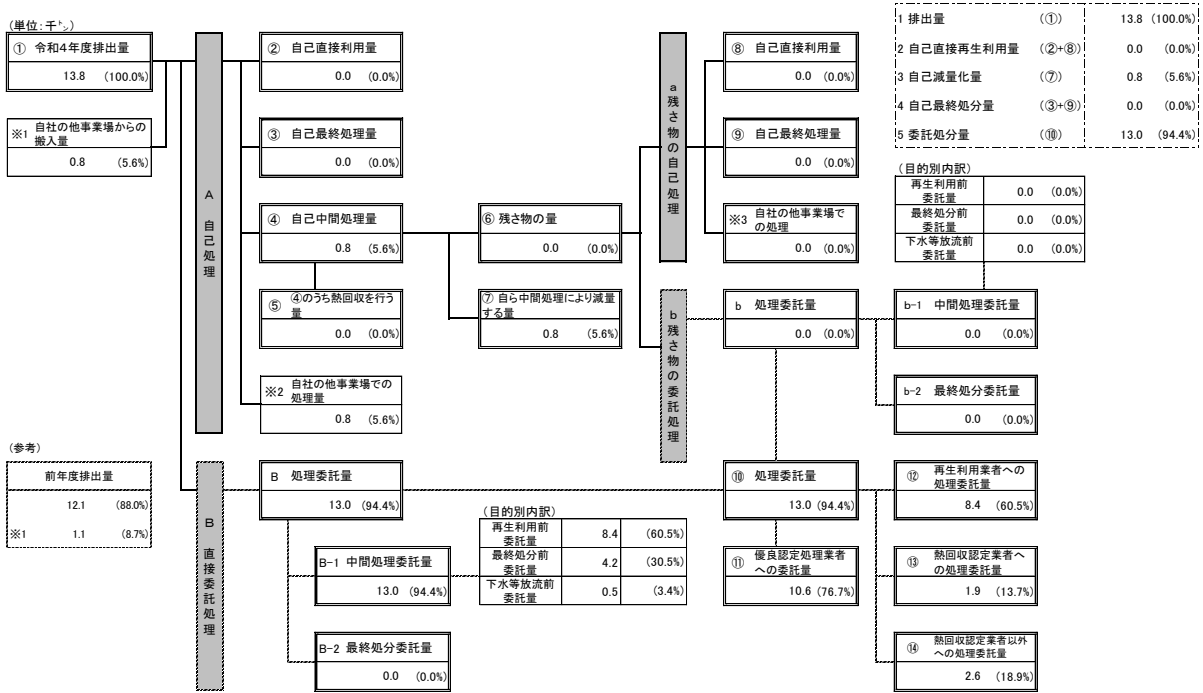 (単位:千㌧)
① 令和4年度排出量
13.8 (100.0%)
※1 自社の他事業場からの
搬入量
0.8 (5.6%)
A 自己処理
② 自己直接利用量
0.0 (0.0%)
③ 自己最終処理量
0.0 (0.0%)
④ 自己中間処理量
0.8 (5.6%)
⑤ ④のうち熱回収を行う
量
0.0 (0.0%)
※2 自社の他事業場での
処理量
0.8 (5.6%)
⑥ 残さ物の量
0.0 (0.0%)
⑦ 自ら中間処理により減量
する量
0.8 (5.6%)
a 残さ物の自己処理
⑧ 自己直接利用量
0.0 (0.0%)
⑨ 自己最終処理量
0.0 (0.0%)
※3 自社の他事業場で
の処理
0.0 (0.0%)
b 残さ物の委託処理
b 処理委託量
0.0 (0.0%)
b-1 中間処理委託量
0.0 (0.0%)
b-2 最終処分委託量
0.0 (0.0%)
1 排出量 (①) 13.8 (100.0%)
2 自己直接再生利用量 (②+⑧) 0.0 (0.0%)
3 自己減量化量 (⑦) 0.8 (5.6%)
4 自己最終処分量 (③+⑨) 0.0 (0.0%)
5 委託処分量 (⑩) 13.0 (94.4%)
(目的別内訳)
再生利用前
委託量 0.0 (0.0%)
最終処分前
委託量 0.0 (0.0%)
下水等放流前
委託量 0.0 (0.0%)
(参考)
前年度排出量
12.1 (88.0%)
※1 1.1 (8.7%)
B 直接委託処理
B 処理委託量
13.0 (94.4%)
B-1 中間処理委託量
13.0 (94.4%)
B-2 最終処分委託量
0.0 (0.0%)
(目的別内訳)
再生利用前
委託量 8.4 (60.5%)
最終処分前
委託量 4.2 (30.5%)
下水等放流前
委託量 0.5 (3.4%)
⑩ 処理委託量
13.0 (94.4%)
⑪ 優良認定処理業者
への委託量
10.6 (76.7%)
⑫ 再生利用業者への
処理委託量
8.4 (60.5%)
⑬ 熱回収認定業者へ
の処理委託量
1.9 (13.7%)
⑭ 熱回収認定業者以外
への処理委託量
2.6 (18.9%)